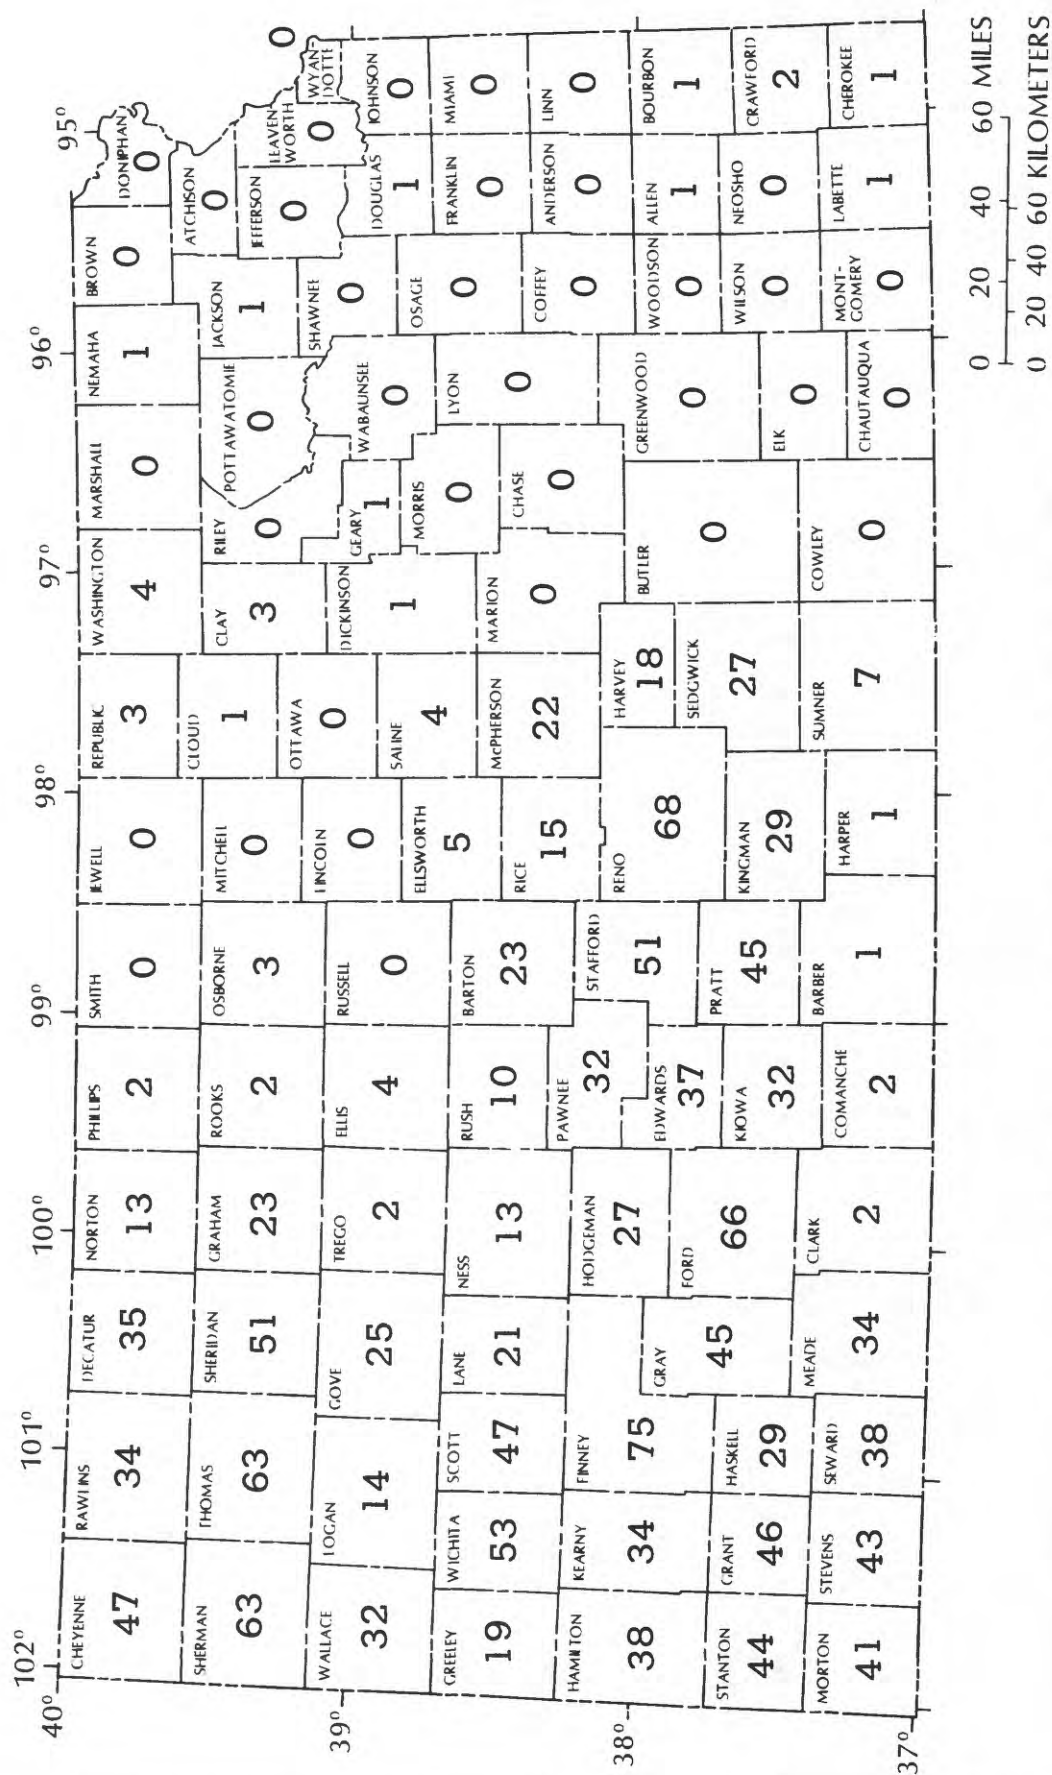 102° 101° 100° 99° 98° 97° 96° 95°
40°
39°
38°
37°
CHEYENNE
47
RAWLINS
34
DECATUR
35
NORTON
13
PHILLIPS
2
SMITH
0
JEWELL
0
REPUBLIC
3
WASHINGTON
4
MARSHALL
0
NEMAHA
1
BROWN
0
DONIPHAN
0
SHERMAN
63
THOMAS
63
SHERIDAN
51
GRAHAM
23
ROOKS
2
OSBORNE
3
MITCHELL
0
CLOUD
1
CLAY
3
RILEY
0
POTTAWATOMIE
0
JACKSON
1
ATCHISON
0
JEFFERSON
0
LEAVEN
WORTH
0
WYAN-
DOTTE
0
WALLACE
32
LOGAN
14
GOVE
25
TREGO
2
ELLIS
4
RUSSELL
0
LINCOLN
0
OTTAWA
0
DICKINSON
1
GEARY
1
WABAUNSEE
0
SHAWNEE
0
DOUGLAS
1
JOHNSON
0
GREELEY
19
WICHITA
53
SCOTT
47
LANE
21
NESS
13
RUSH
10
BARTON
23
ELLSWORTH
5
SALINE
4
MORRIS
0
LYON
0
OSAGE
0
FRANKLIN
0
MIAMI
0
HAMILTON
38
KEARNY
34
FINNEY
75
HODGEMAN
27
PAWNEE
32
STAFFORD
51
RICE
15
McPHERSON
22
MARION
0
CHASE
0
COFFEY
0
ANDERSON
0
LINN
0
GRAY
45
FORD
66
EDWARDS
37
RENO
68
HARVEY
18
BUTLER
0
GREENWOOD
0
WOODSON
0
ALLEN
1
BOURBON
1
STANTON
44
GRANT
46
HASKELL
29
KIOWA
32
PRATT
45
KINGMAN
29
SEDGWICK
27
ELK
0
WILSON
0
NEOSHO
0
CRAWFORD
2
MORTON
41
STEVENS
43
SEWARD
38
MEADE
34
CLARK
2
COMANCHE
2
BARBER
1
HARPER
1
SUMNER
7
COWLEY
0
CHAUTAUQUA
0
MONT-
GOMERY
0
LABETTE
1
CHEROKEE
1
0 20 40 60 MILES
0 20 40 60 KILOMETERS